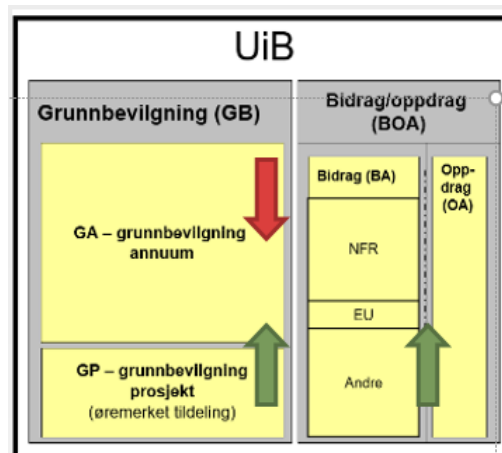 UiB
Grunnbevilgning (GB)
GA – grunnbevilgning
annuum
GP – grunnbevilgning
prosjekt
(øremerket tildeling)
Bidrag/oppdrag
(BOA)
Bidrag (BA)
NFR
EU
Andre
Opp-
drag
(OA)